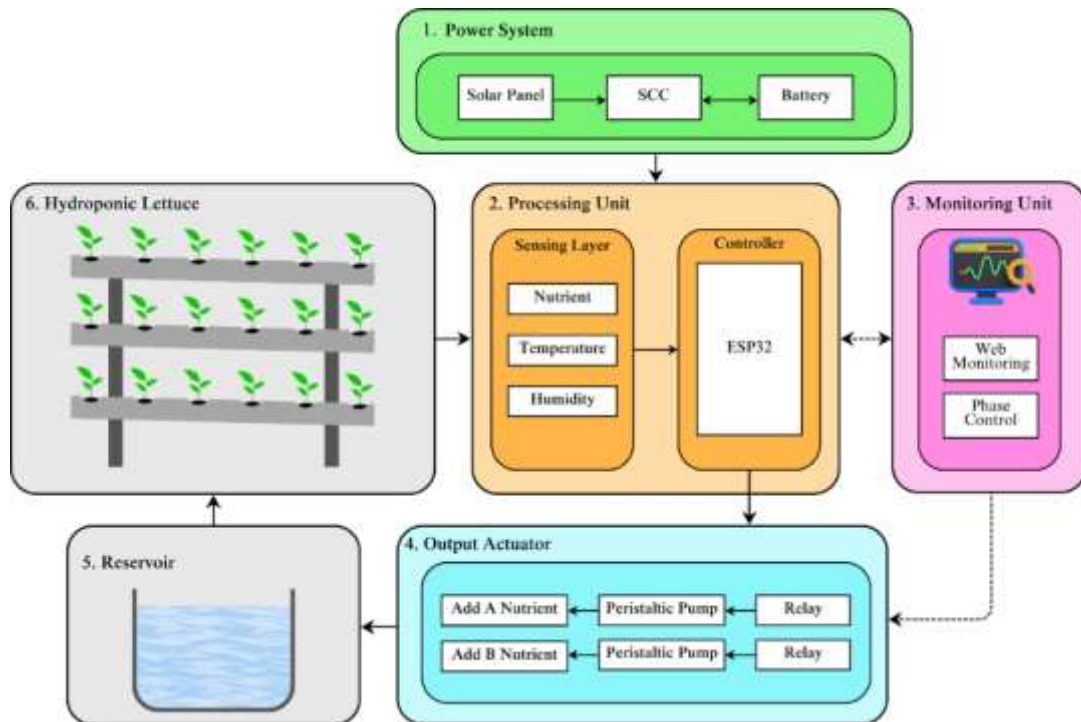 1. Power System
Solar Panel
SCC
Battery
6. Hydroponic Lettuce
2. Processing Unit
Sensing Layer
Nutrient
Temperature
Humidity
Controller
ESP32
3. Monitoring Unit
Web
Monitoring
Phase
Control
4. Output Actuator
Add A Nutrient
Peristaltic Pump
Relay
Add B Nutrient
Peristaltic Pump
Relay
5. Reservoir